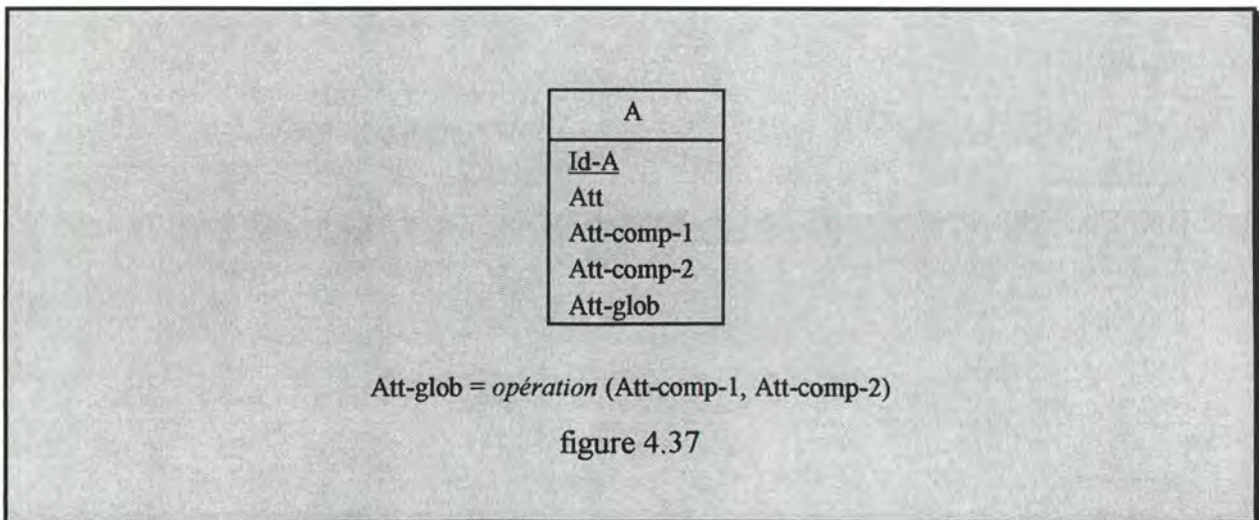 A
Id-A
Att
Att-comp-1
Att-comp-2
Att-glob
Att-glob = opération (Att-comp-1, Att-comp-2)
figure 4.37